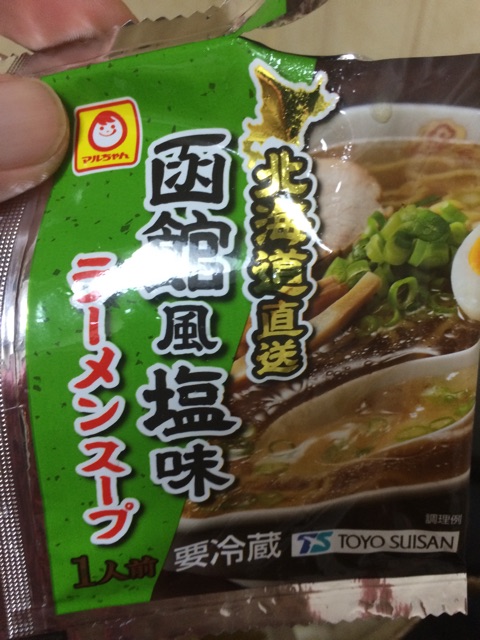 マルちゃん
北海道直送
函館風塩味
ラーメンスープ
1人前
要冷蔵
TS TOYO SUISAN
調理例